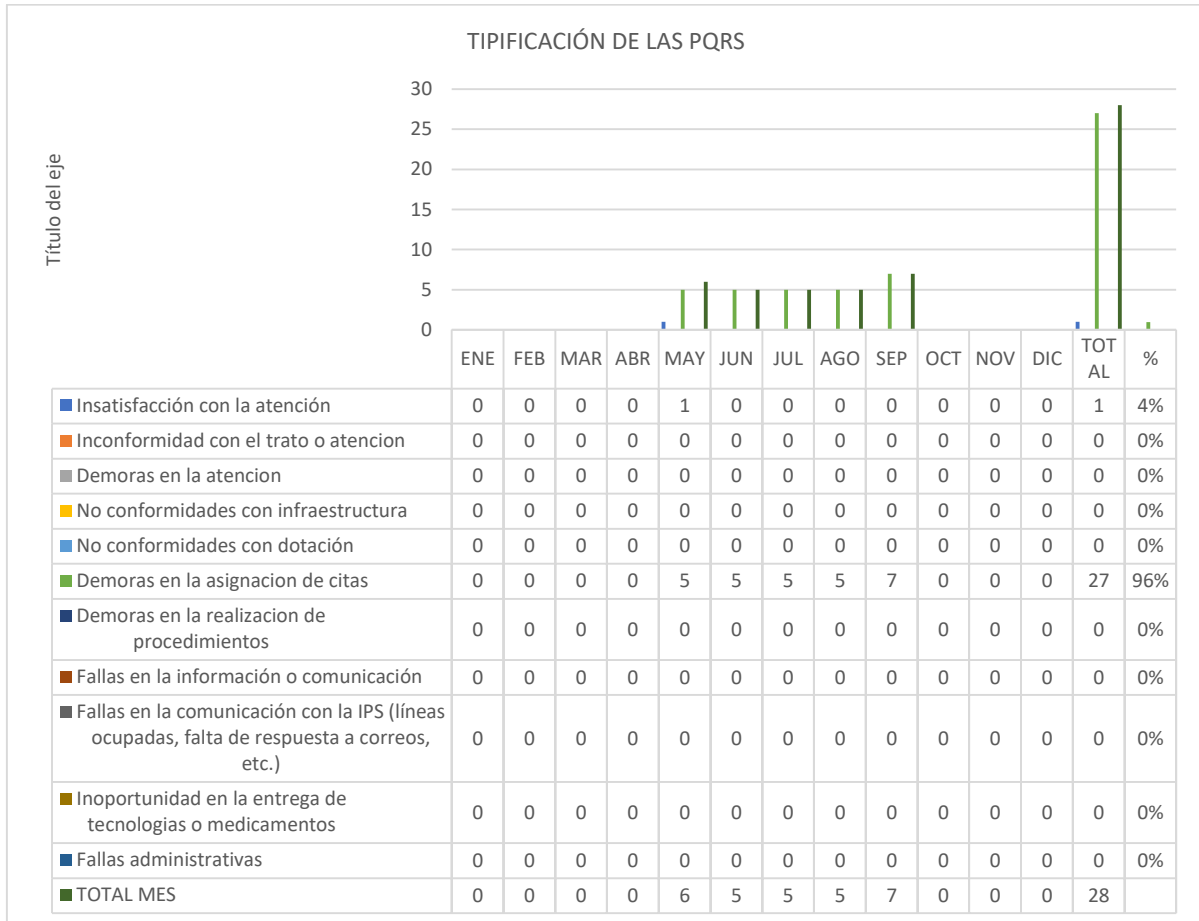 TIPIFICACIÓN DE LAS PQRS
Título del eje
30
25
20
15
10
5
0
ENE FEB MAR ABR MAY JUN JUL AGO SEP OCT NOV DIC TOT AL %
Insatisfacción con la atención 0 0 0 0 1 0 0 0 0 0 0 0 1 4%
Inconformidad con el trato o atencion 0 0 0 0 0 0 0 0 0 0 0 0 0 0%
Demoras en la atencion 0 0 0 0 0 0 0 0 0 0 0 0 0 0%
No conformidades con infraestructura 0 0 0 0 0 0 0 0 0 0 0 0 0 0%
No conformidades con dotación 0 0 0 0 0 0 0 0 0 0 0 0 0 0%
Demoras en la asignacion de citas 0 0 0 0 5 5 5 5 7 0 0 0 27 96%
Demoras en la realizacion de
procedimientos 0 0 0 0 0 0 0 0 0 0 0 0 0 0%
Fallas en la información o comunicación 0 0 0 0 0 0 0 0 0 0 0 0 0 0%
Fallas en la comunicación con la IPS (líneas
ocupadas, falta de respuesta a correos, 0 0 0 0 0 0 0 0 0 0 0 0 0 0%
etc.)
Inoportunidad en la entrega de
tecnologias o medicamentos 0 0 0 0 0 0 0 0 0 0 0 0 0 0%
Fallas administrativas 0 0 0 0 0 0 0 0 0 0 0 0 0 0%
TOTAL MES 0 0 0 0 6 5 5 5 7 0 0 0 28